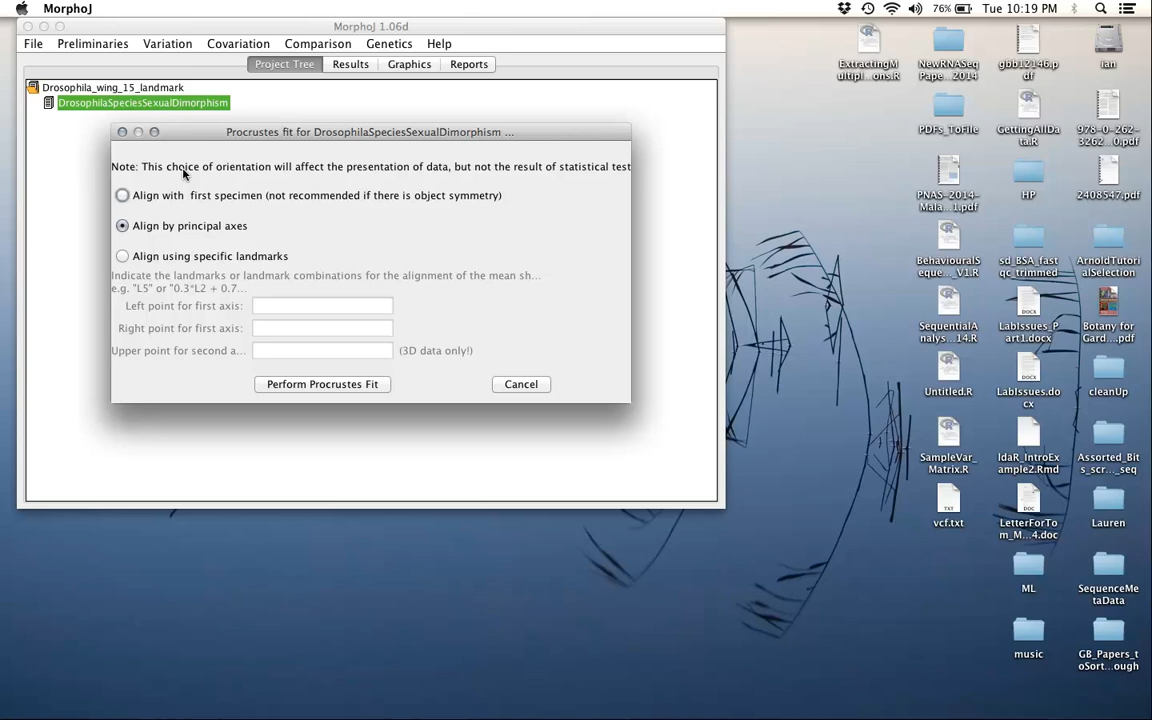 MorphoJ
76%
Tue 10:19 PM
MorphoJ 1.06d
File Preliminaries Variation Covariation Comparison Genetics Help
Project Tree Results Graphics Reports
Drosophila_wing_15_landmark
DrosophilaSpeciesSexualDimorphism
Procrustes fit for DrosophilaSpeciesSexualDimorphism ...
Note: This choice of orientation will affect the presentation of data, but not the result of statistical test
Align with first specimen (not recommended if there is object symmetry)
Align by principal axes
Align using specific landmarks
Indicate the landmarks or landmark combinations for the alignment of the mean sh...
e.g. "L5" or "0.3*L2 + 0.7...
Left point for first axis:
Right point for first axis:
Upper point for second a...
(3D data only!)
Perform Procrustes Fit
Cancel
ExtractingM
ultipl...ons.R
NewRNASeq
Pape...2014
gbb12146.p
df
ian
PDFs_ToFile
GettingAllDa
ta.R
978-0-262-
3262...0.pdf
PNAS-2014-
Mala...1.pdf
HP
2408547.pdf
BehaviouralS
eque..._V1.R
sd_BSA_fast
qc_trimmed
ArnoldTutori
alSelection
SequentialA
nalys...14.R
LabIssues_P
art1.docx
Botany for
Gard...pdf
Untitled.R
LabIssues.do
cx
cleanUp
SampleVar_
Matrix.R
IdaR_IntroEx
ample2.Rmd
Assorted_Bit
s_scr..._seq
TXT
vcf.txt
LetterForTo
m_M...4.doc
Lauren
ML
SequenceMe
taData
music
GB_Papers_t
oSort...ough